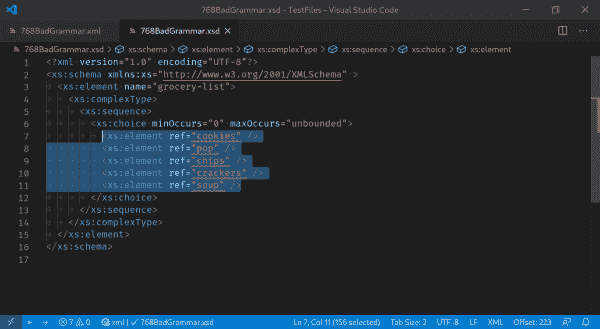 768BadGrammar.xsd - TestFiles - Visual Studio Code
768BadGrammar.xml
768BadGrammar.xsd ×
768BadGrammar.xsd > xs:schema > xs:element > xs:complexType > xs:sequence > xs:choice > xs:element
1 <?xml version="1.0" encoding="UTF-8"?>
2 <xs:schema xmlns:xs="http://www.w3.org/2001/XMLSchema" >
3 <xs:element name="grocery-list">
4 <xs:complexType>
5 <xs:sequence>
6 <xs:choice minOccurs="0" maxOccurs="unbounded">
7 <xs:element ref="cookies" />
8 <xs:element ref="pop" />
9 <xs:element ref="chips" />
10 <xs:element ref="crackers" />
11 <xs:element ref="soup" />
12 </xs:choice>
13 </xs:sequence>
14 </xs:complexType>
15 </xs:element>
16 </xs:schema>
17
7 0 xml | ✓ 768BadGrammar.xsd Ln 7, Col 11 (156 selected) Tab Size: 2 UTF-8 LF XML Offset: 223